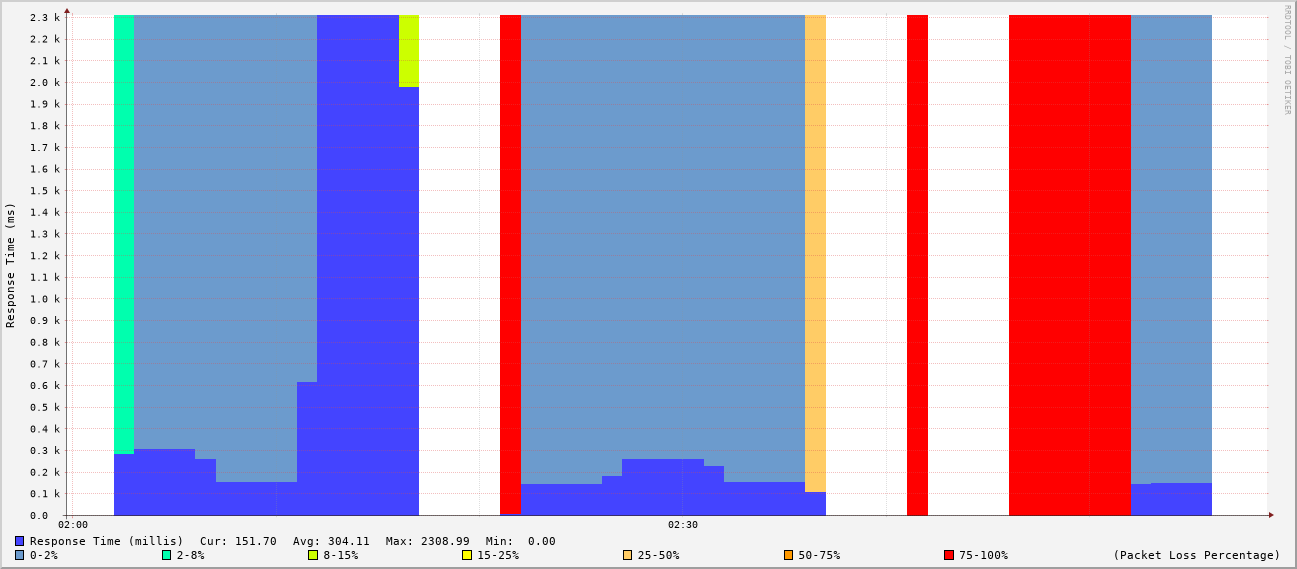 2.3 k
2.2 k
2.1 k
2.0 k
1.9 k
1.8 k
1.7 k
1.6 k
1.5 k
1.4 k
1.3 k
1.2 k
1.1 k
1.0 k
0.9 k
0.8 k
0.7 k
0.6 k
0.5 k
0.4 k
0.3 k
0.2 k
0.1 k
0.0
Response Time (ms)
RRDTOOL / TOBI OETIKER
02:00 02:30
Response Time (millis) Cur: 151.70 Avg: 304.11 Max: 2308.99 Min: 0.00
0-2% 2-8% 8-15% 15-25% 25-50% 50-75% 75-100% (Packet Loss Percentage)